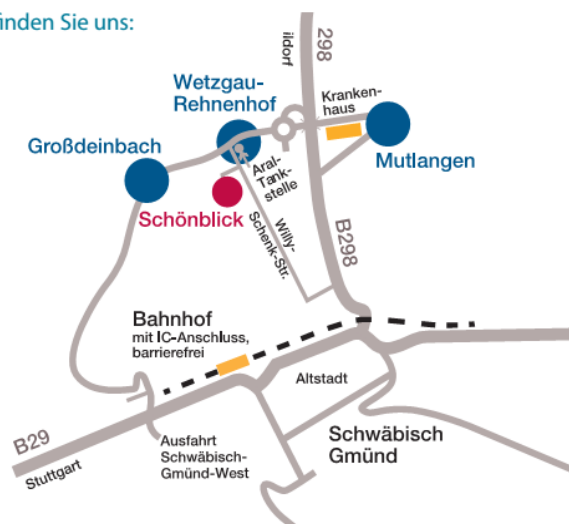 finden Sie uns:
298
ildorf
Wetzgau-
Rehnenhof
Kranken-
haus
Großdeinbach
Mutlangen
Aral-
Tank-
stelle
Schönblick
Willy-
Schenk-Str.
B298
Bahnhof
mit IC-Anschluss,
barrierefrei
Altstadt
B29
Stuttgart
Ausfahrt
Schwäbisch-
Gmünd-West
Schwäbisch
Gmünd